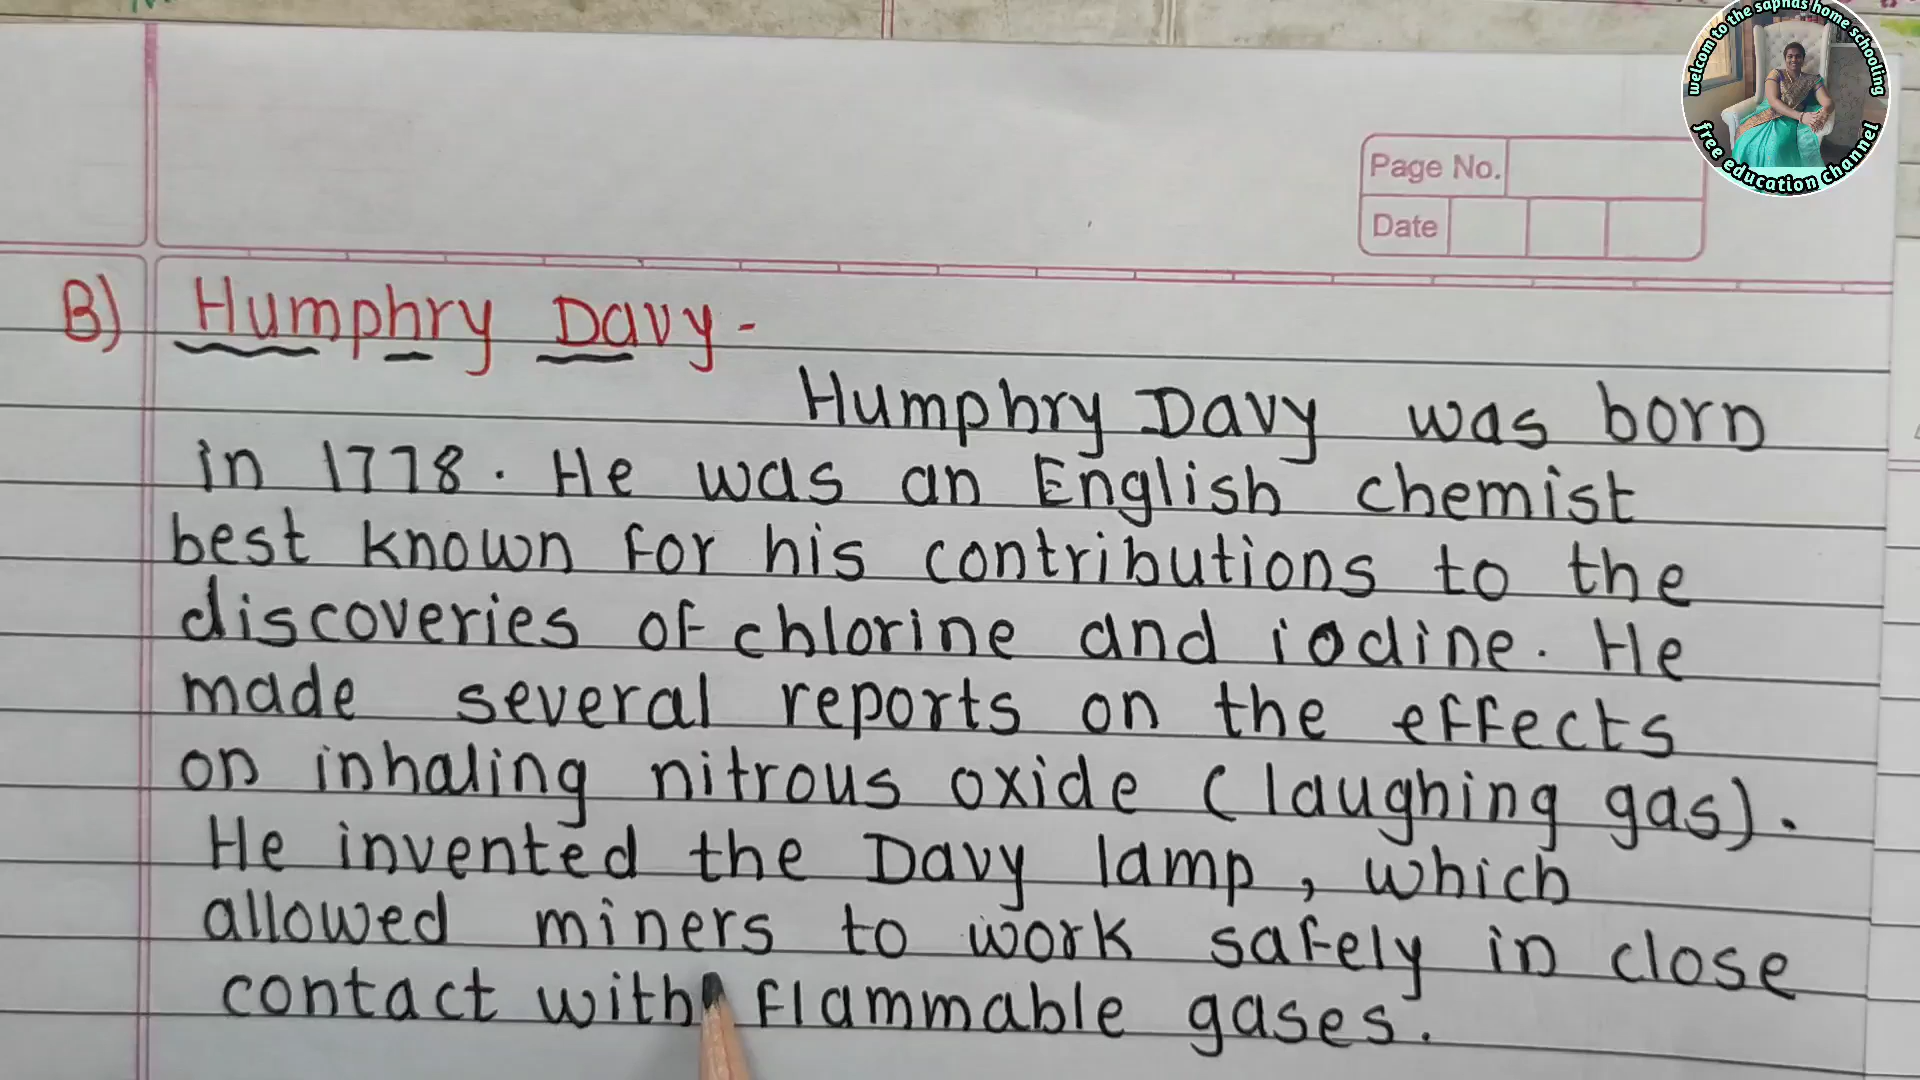 welcom to the sapnas home schooling
free education channel
Page No.
Date
B) Humphry Davy -
Humphry Davy was born
in 1778. He was an English chemist
best known for his contributions to the
discoveries of chlorine and iodine. He
made several reports on the effects
on inhaling nitrous oxide (laughing gas).
He invented the Davy lamp, which
allowed miners to work safely in close
contact with flammable gases.